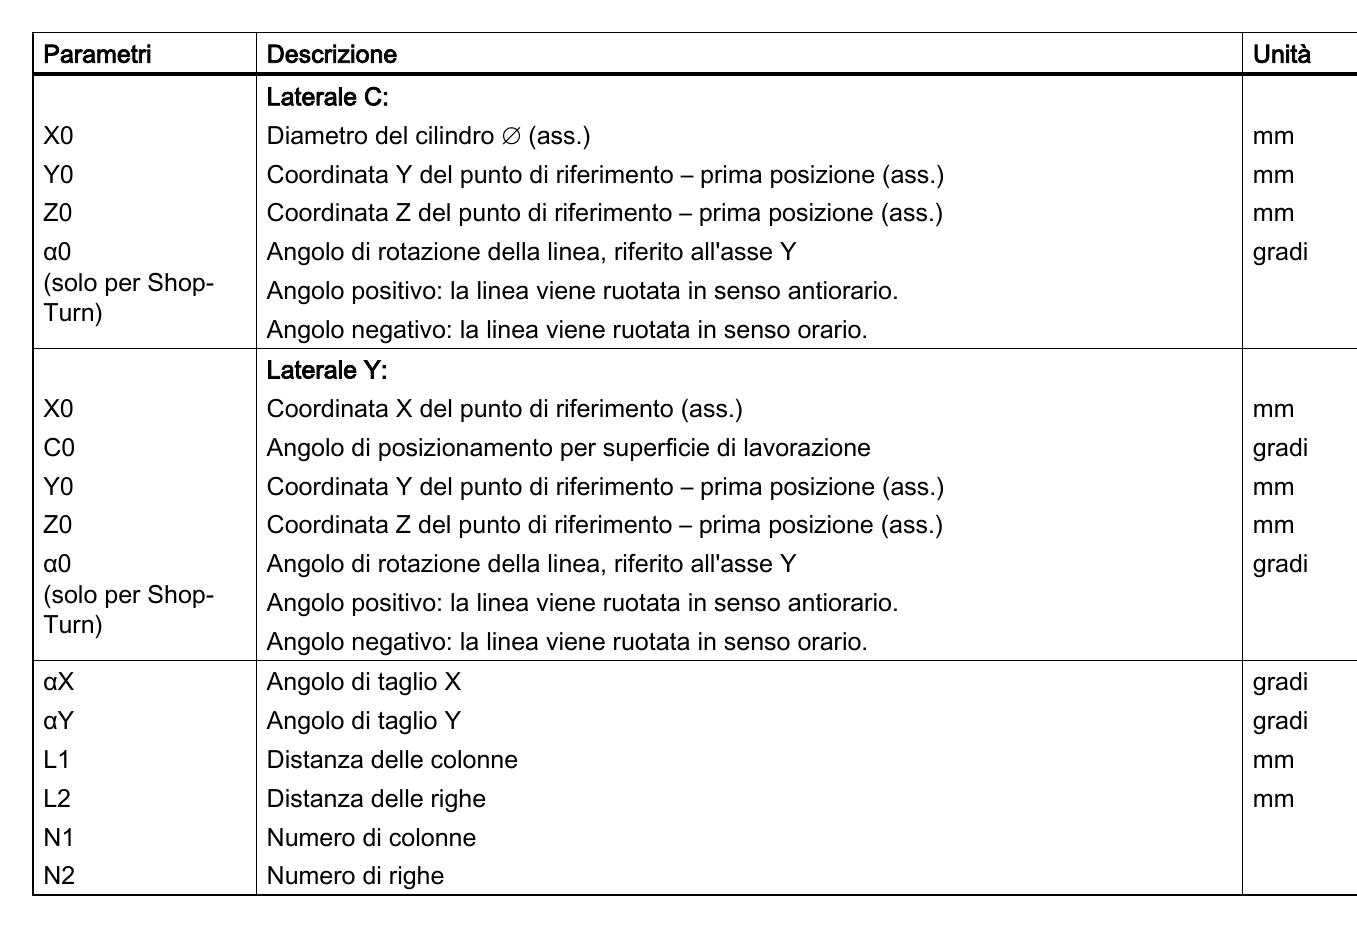 Parametri Descrizione Unità
Laterale C:
X0 Diametro del cilindro ∅ (ass.) mm
Y0 Coordinata Y del punto di riferimento – prima posizione (ass.) mm
Z0 Coordinata Z del punto di riferimento – prima posizione (ass.) mm
α0 Angolo di rotazione della linea, riferito all'asse Y gradi
(solo per Shop-
Turn)
Angolo positivo: la linea viene ruotata in senso antiorario.
Angolo negativo: la linea viene ruotata in senso orario.
Laterale Y:
X0 Coordinata X del punto di riferimento (ass.) mm
C0 Angolo di posizionamento per superficie di lavorazione gradi
Y0 Coordinata Y del punto di riferimento – prima posizione (ass.) mm
Z0 Coordinata Z del punto di riferimento – prima posizione (ass.) mm
α0 Angolo di rotazione della linea, riferito all'asse Y gradi
(solo per Shop-
Turn)
Angolo positivo: la linea viene ruotata in senso antiorario.
Angolo negativo: la linea viene ruotata in senso orario.
αX Angolo di taglio X gradi
αY Angolo di taglio Y gradi
L1 Distanza delle colonne mm
L2 Distanza delle righe mm
N1 Numero di colonne
N2 Numero di righe